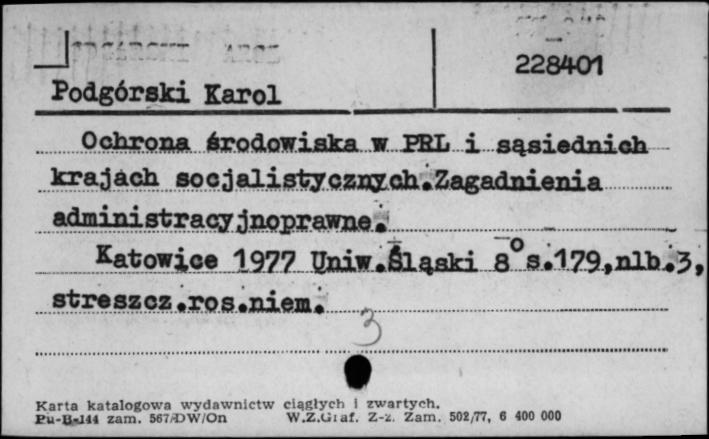 228401
Podgórski Karol
Ochrona środowiska w PRL i sąsiednich
krajach socjalistycznych.Zagadnienia
administracyjnoprawne.
Katowice 1977 Uniw.Śląski 8° s.179,nlb.3,
streszcz.ros.niem.
3
Karta katalogowa wydawnictw ciągłych i zwartych.
Pu-B-144 zam. 567/DW/On W.Z.Graf. Z-z. Zam. 502/77, 6 400 000